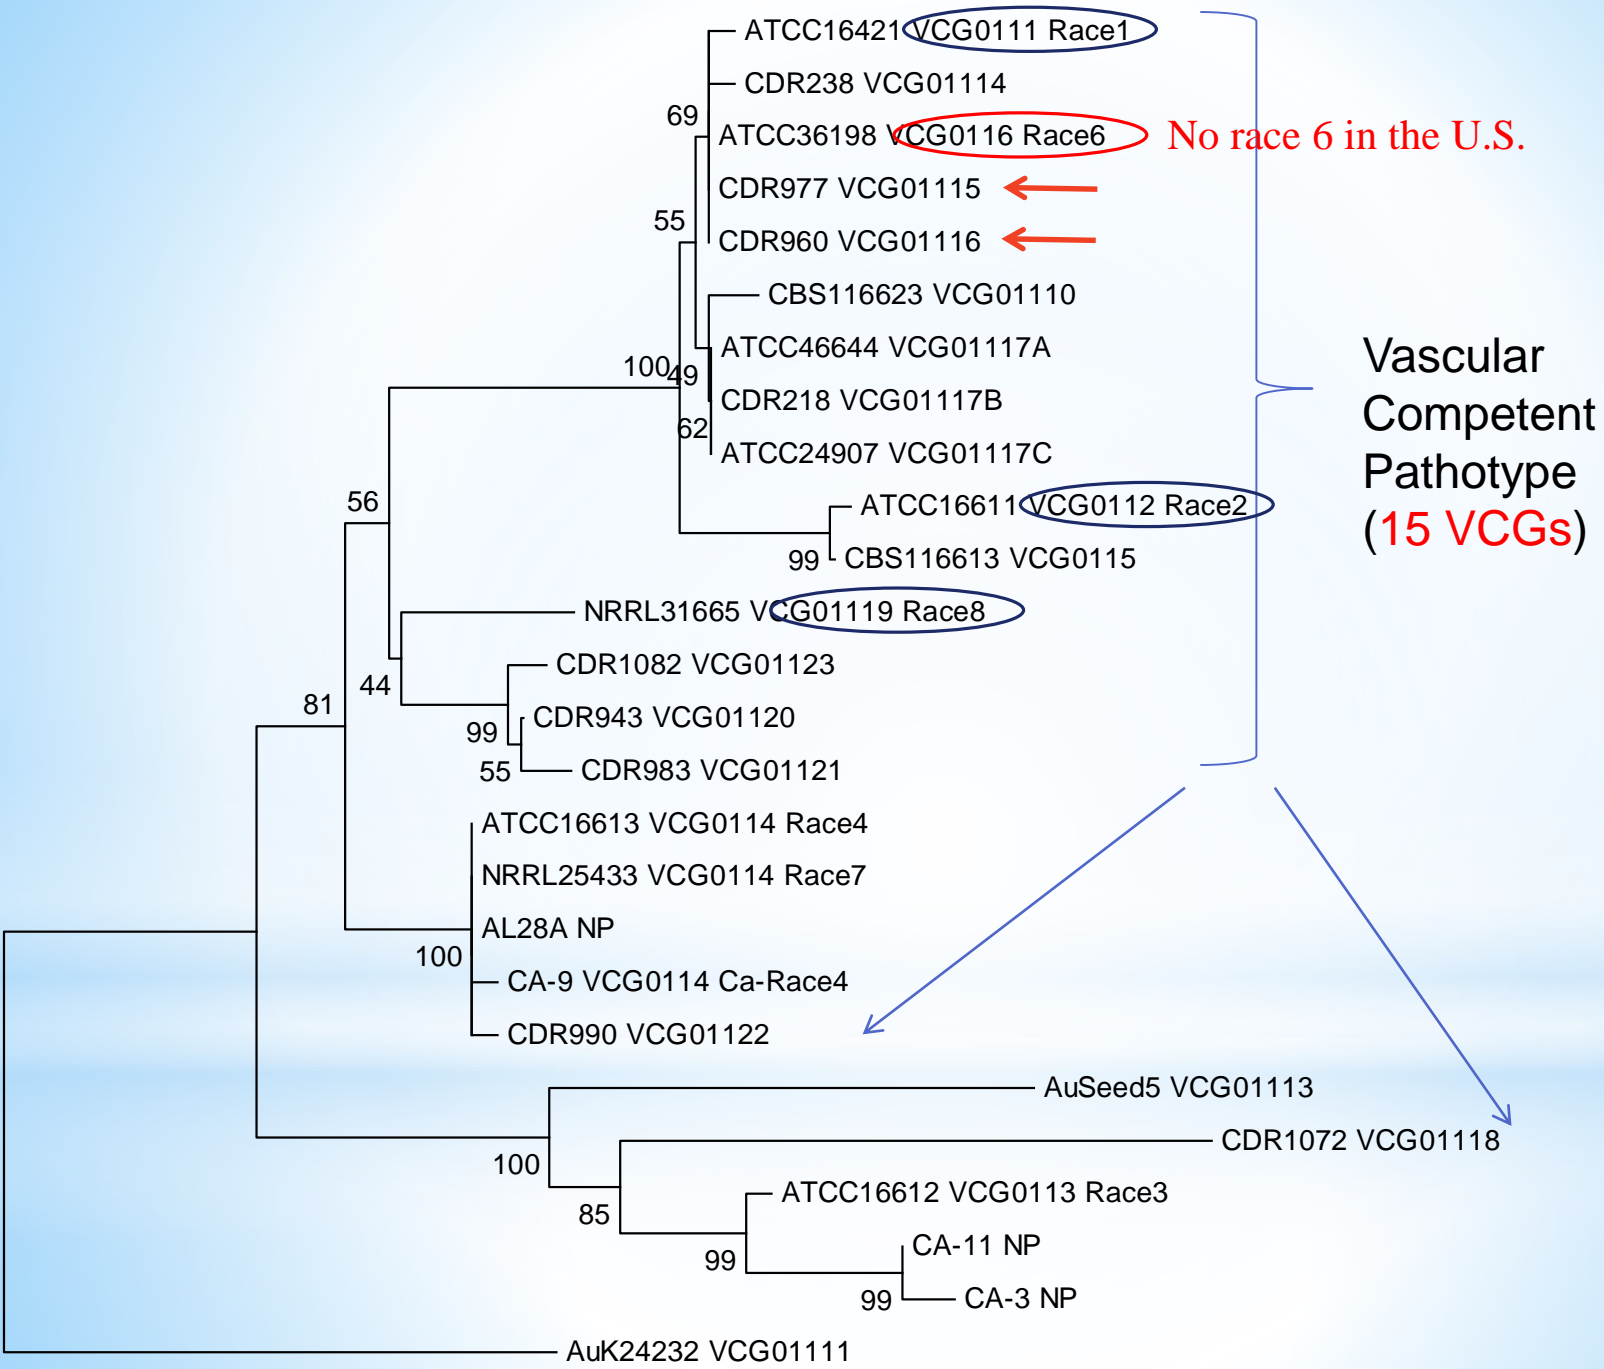 ATCC16421 VCG0111 Race1
CDR238 VCG01114
69
ATCC36198 VCG0116 Race6
No race 6 in the U.S.
CDR977 VCG01115
55
CDR960 VCG01116
CBS116623 VCG01110
ATCC46644 VCG01117A
Vascular
Competent
Pathotype
(15 VCGs)
100
49
CDR218 VCG01117B
62
ATCC24907 VCG01117C
56
ATCC16611 VCG0112 Race2
99
CBS116613 VCG0115
NRRL31665 VCG01119 Race8
CDR1082 VCG01123
44
81
CDR943 VCG01120
99
55
CDR983 VCG01121
ATCC16613 VCG0114 Race4
NRRL25433 VCG0114 Race7
AL28A NP
100
CA-9 VCG0114 Ca-Race4
CDR990 VCG01122
AuSeed5 VCG01113
CDR1072 VCG01118
100
ATCC16612 VCG0113 Race3
85
CA-11 NP
99
CA-3 NP
99
AuK24232 VCG01111